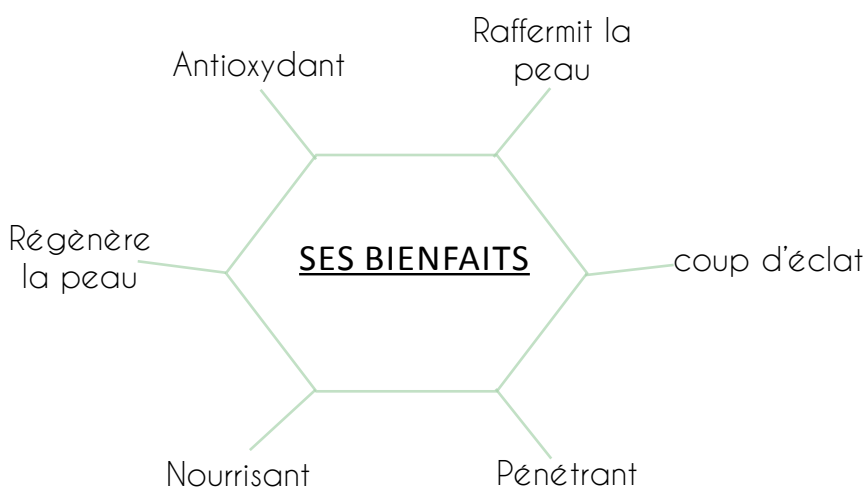 Raffermit la
peau
Antioxydant
Régènère
la peau
SES BIENFAITS
coup d'éclat
Nourrisant
Pénétrant